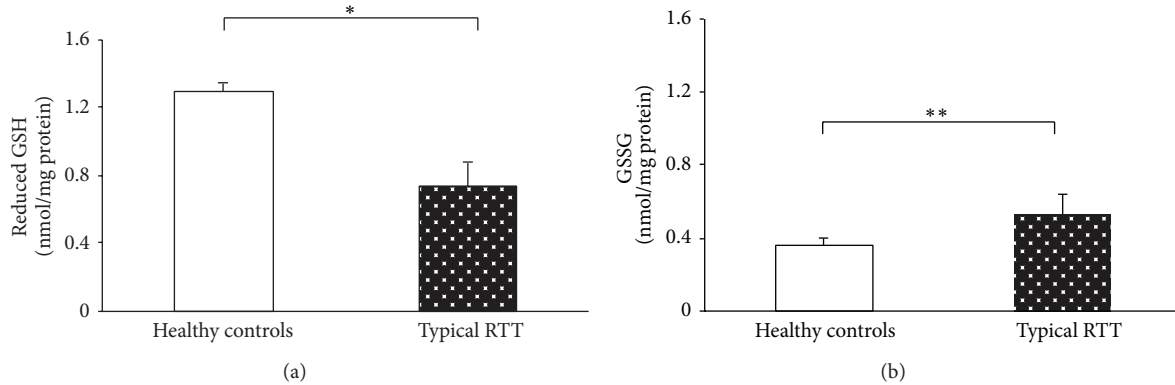 *
1.6
1.2
0.8
0.4
0
Reduced GSH
(nmol/mg protein)
Healthy controls
Typical RTT
(a)
**
1.6
1.2
0.8
0.4
0
GSSG
(nmol/mg protein)
Healthy controls
Typical RTT
(b)